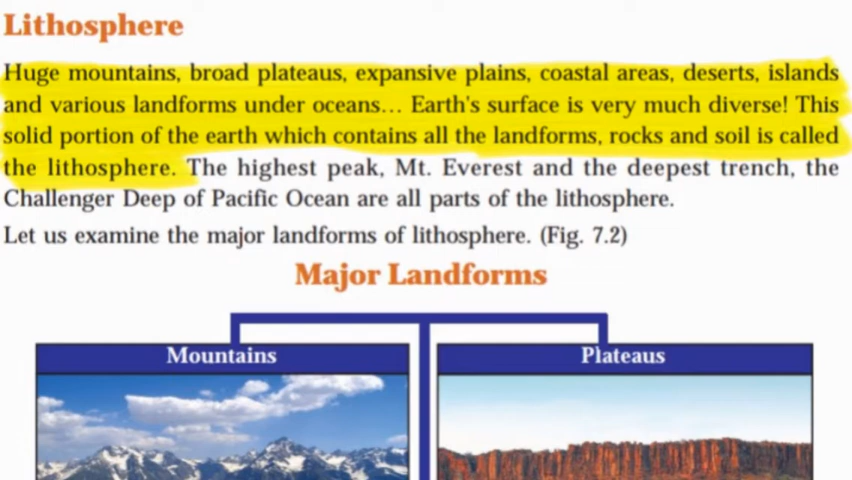 Lithosphere
Huge mountains, broad plateaus, expansive plains, coastal areas, deserts, islands
and various landforms under oceans... Earth's surface is very much diverse! This
solid portion of the earth which contains all the landforms, rocks and soil is called
the lithosphere. The highest peak, Mt. Everest and the deepest trench, the
Challenger Deep of Pacific Ocean are all parts of the lithosphere.
Let us examine the major landforms of lithosphere. (Fig. 7.2)
Major Landforms
Mountains
Plateaus